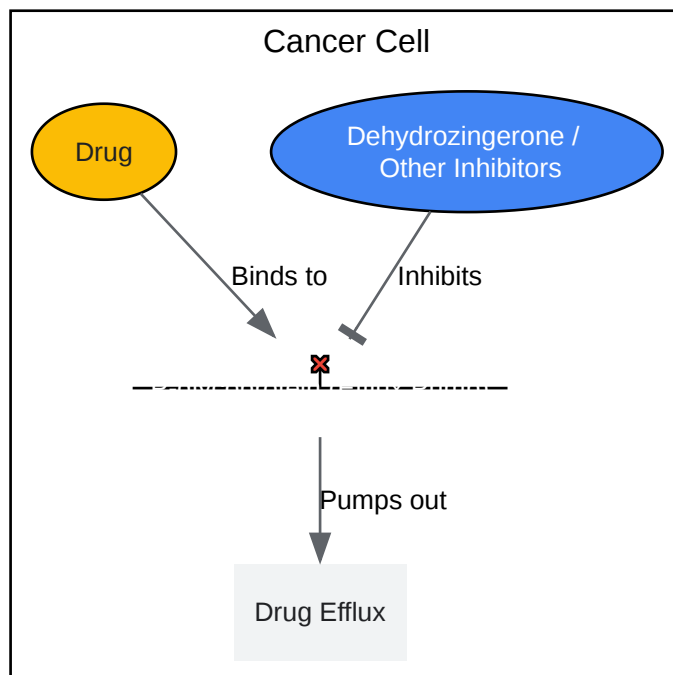 Cancer Cell
Drug
Dehydrozingerone /
Other Inhibitors
Binds to
Inhibits
Pumps out
Drug Efflux